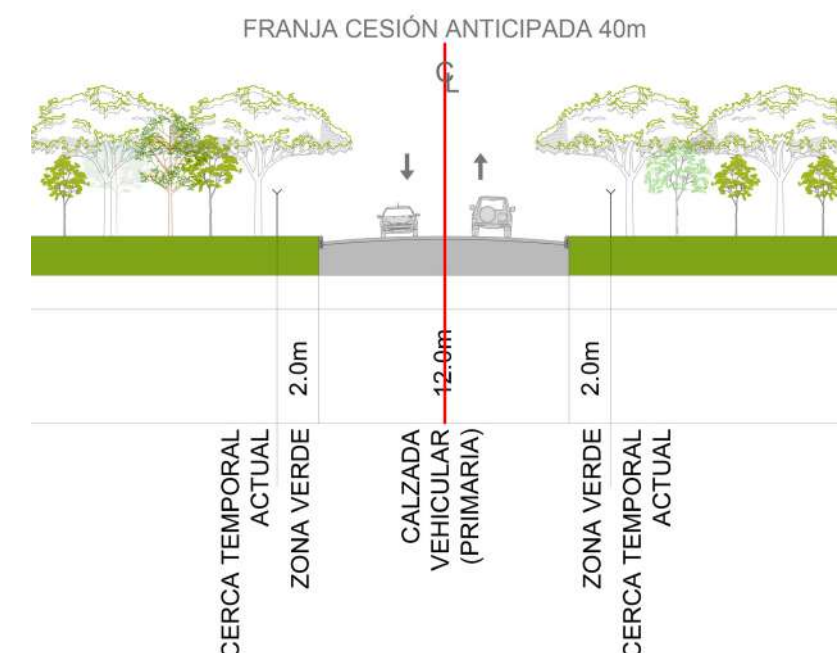 FRANJA CESIÓN ANTICIPADA 40m
℄
2.0m
12.0m
2.0m
CERCA TEMPORAL
ACTUAL
ZONA VERDE
CALZADA
VEHICULAR
(PRIMARIA)
ZONA VERDE
CERCA TEMPORAL
ACTUAL